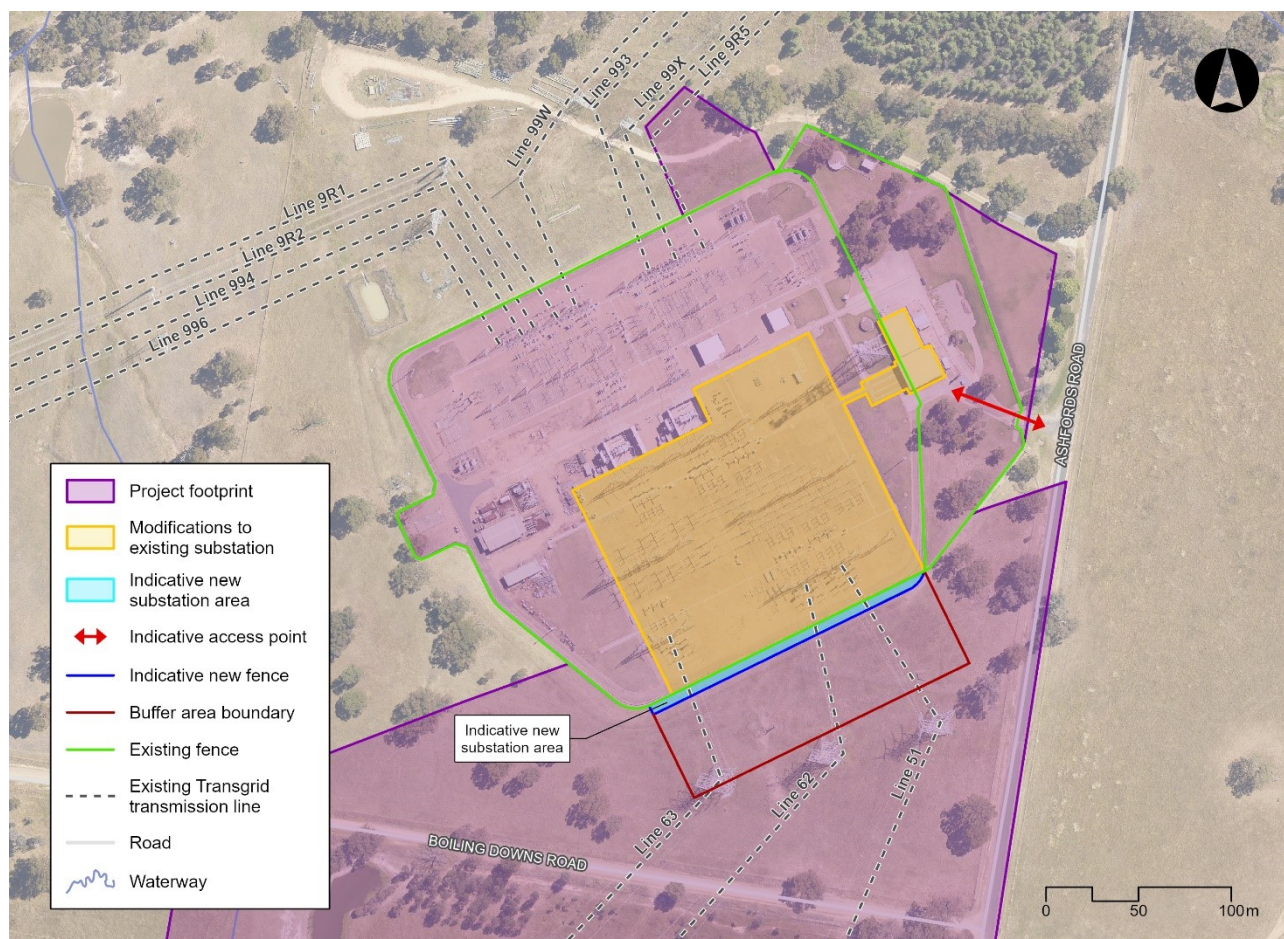 Line 99W
Line 993
Line 99X
Line 9R5
Line 9R1
Line 9R2
Line 994
Line 996
ASHFORDS ROAD
Project footprint
Modifications to
existing substation
Indicative new
substation area
Indicative access point
Indicative new fence
Buffer area boundary
Existing fence
Existing Transgrid
transmission line
Road
Waterway
Indicative new
substation area
Line 63
Line 62
Line 51
BOILING DOWNS ROAD
0 50 100m